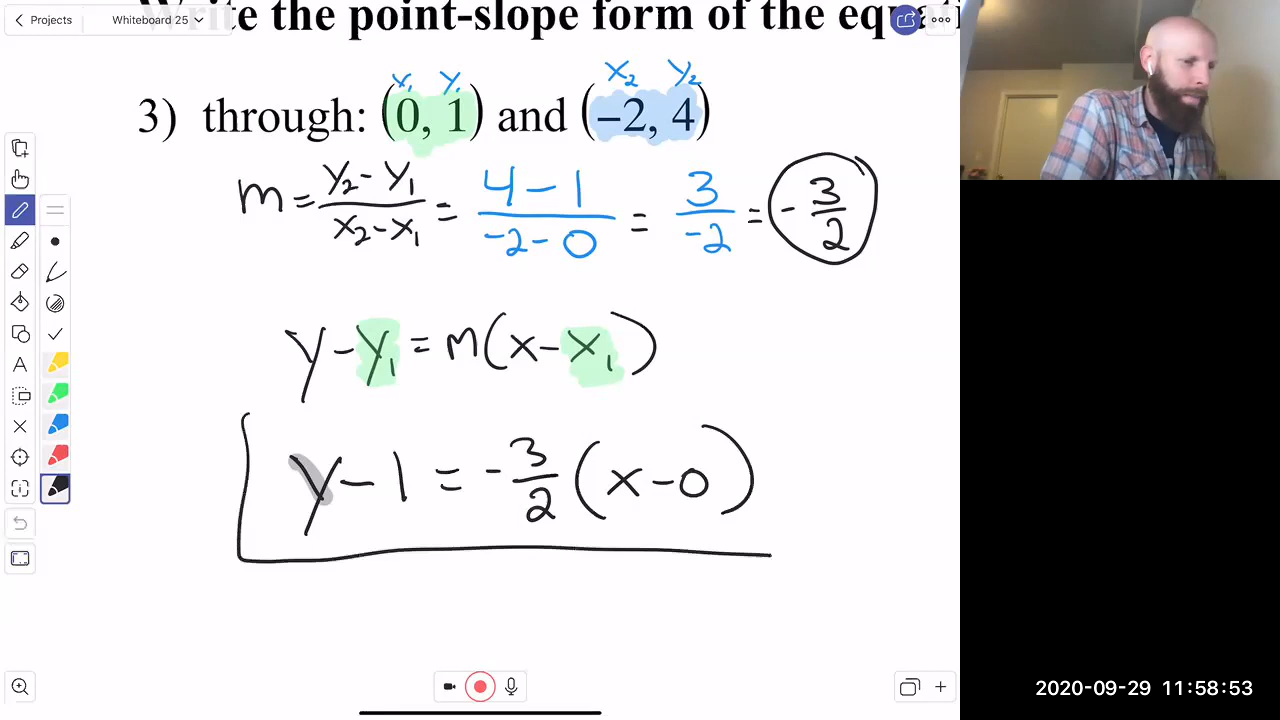 Projects
Whiteboard 25
Write the point-slope form of the equati
x₁ y₁ x₂ y₂
3) through: (0, 1) and (−2, 4)
m = y₂ - y₁ / x₂ - x₁ = 4 - 1 / -2 - 0 = 3 / -2 = - 3/2
y - y₁ = m(x - x₁)
y - 1 = - 3/2 (x - 0)
A
2020-09-29 11:58:53